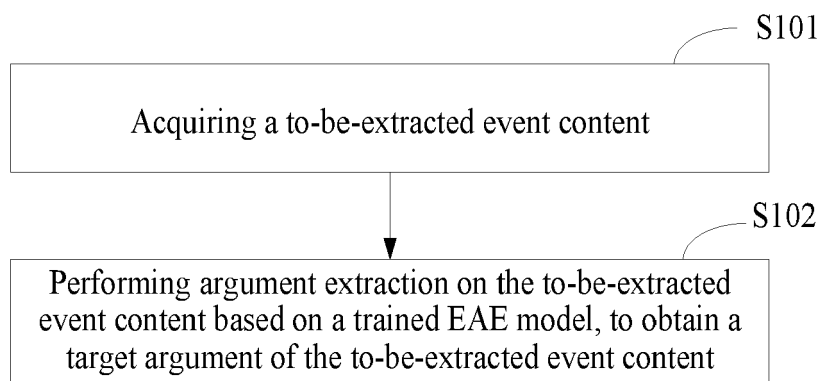 S101
Acquiring a to-be-extracted event content
S102
Performing argument extraction on the to-be-extracted
event content based on a trained EAE model, to obtain a
target argument of the to-be-extracted event content